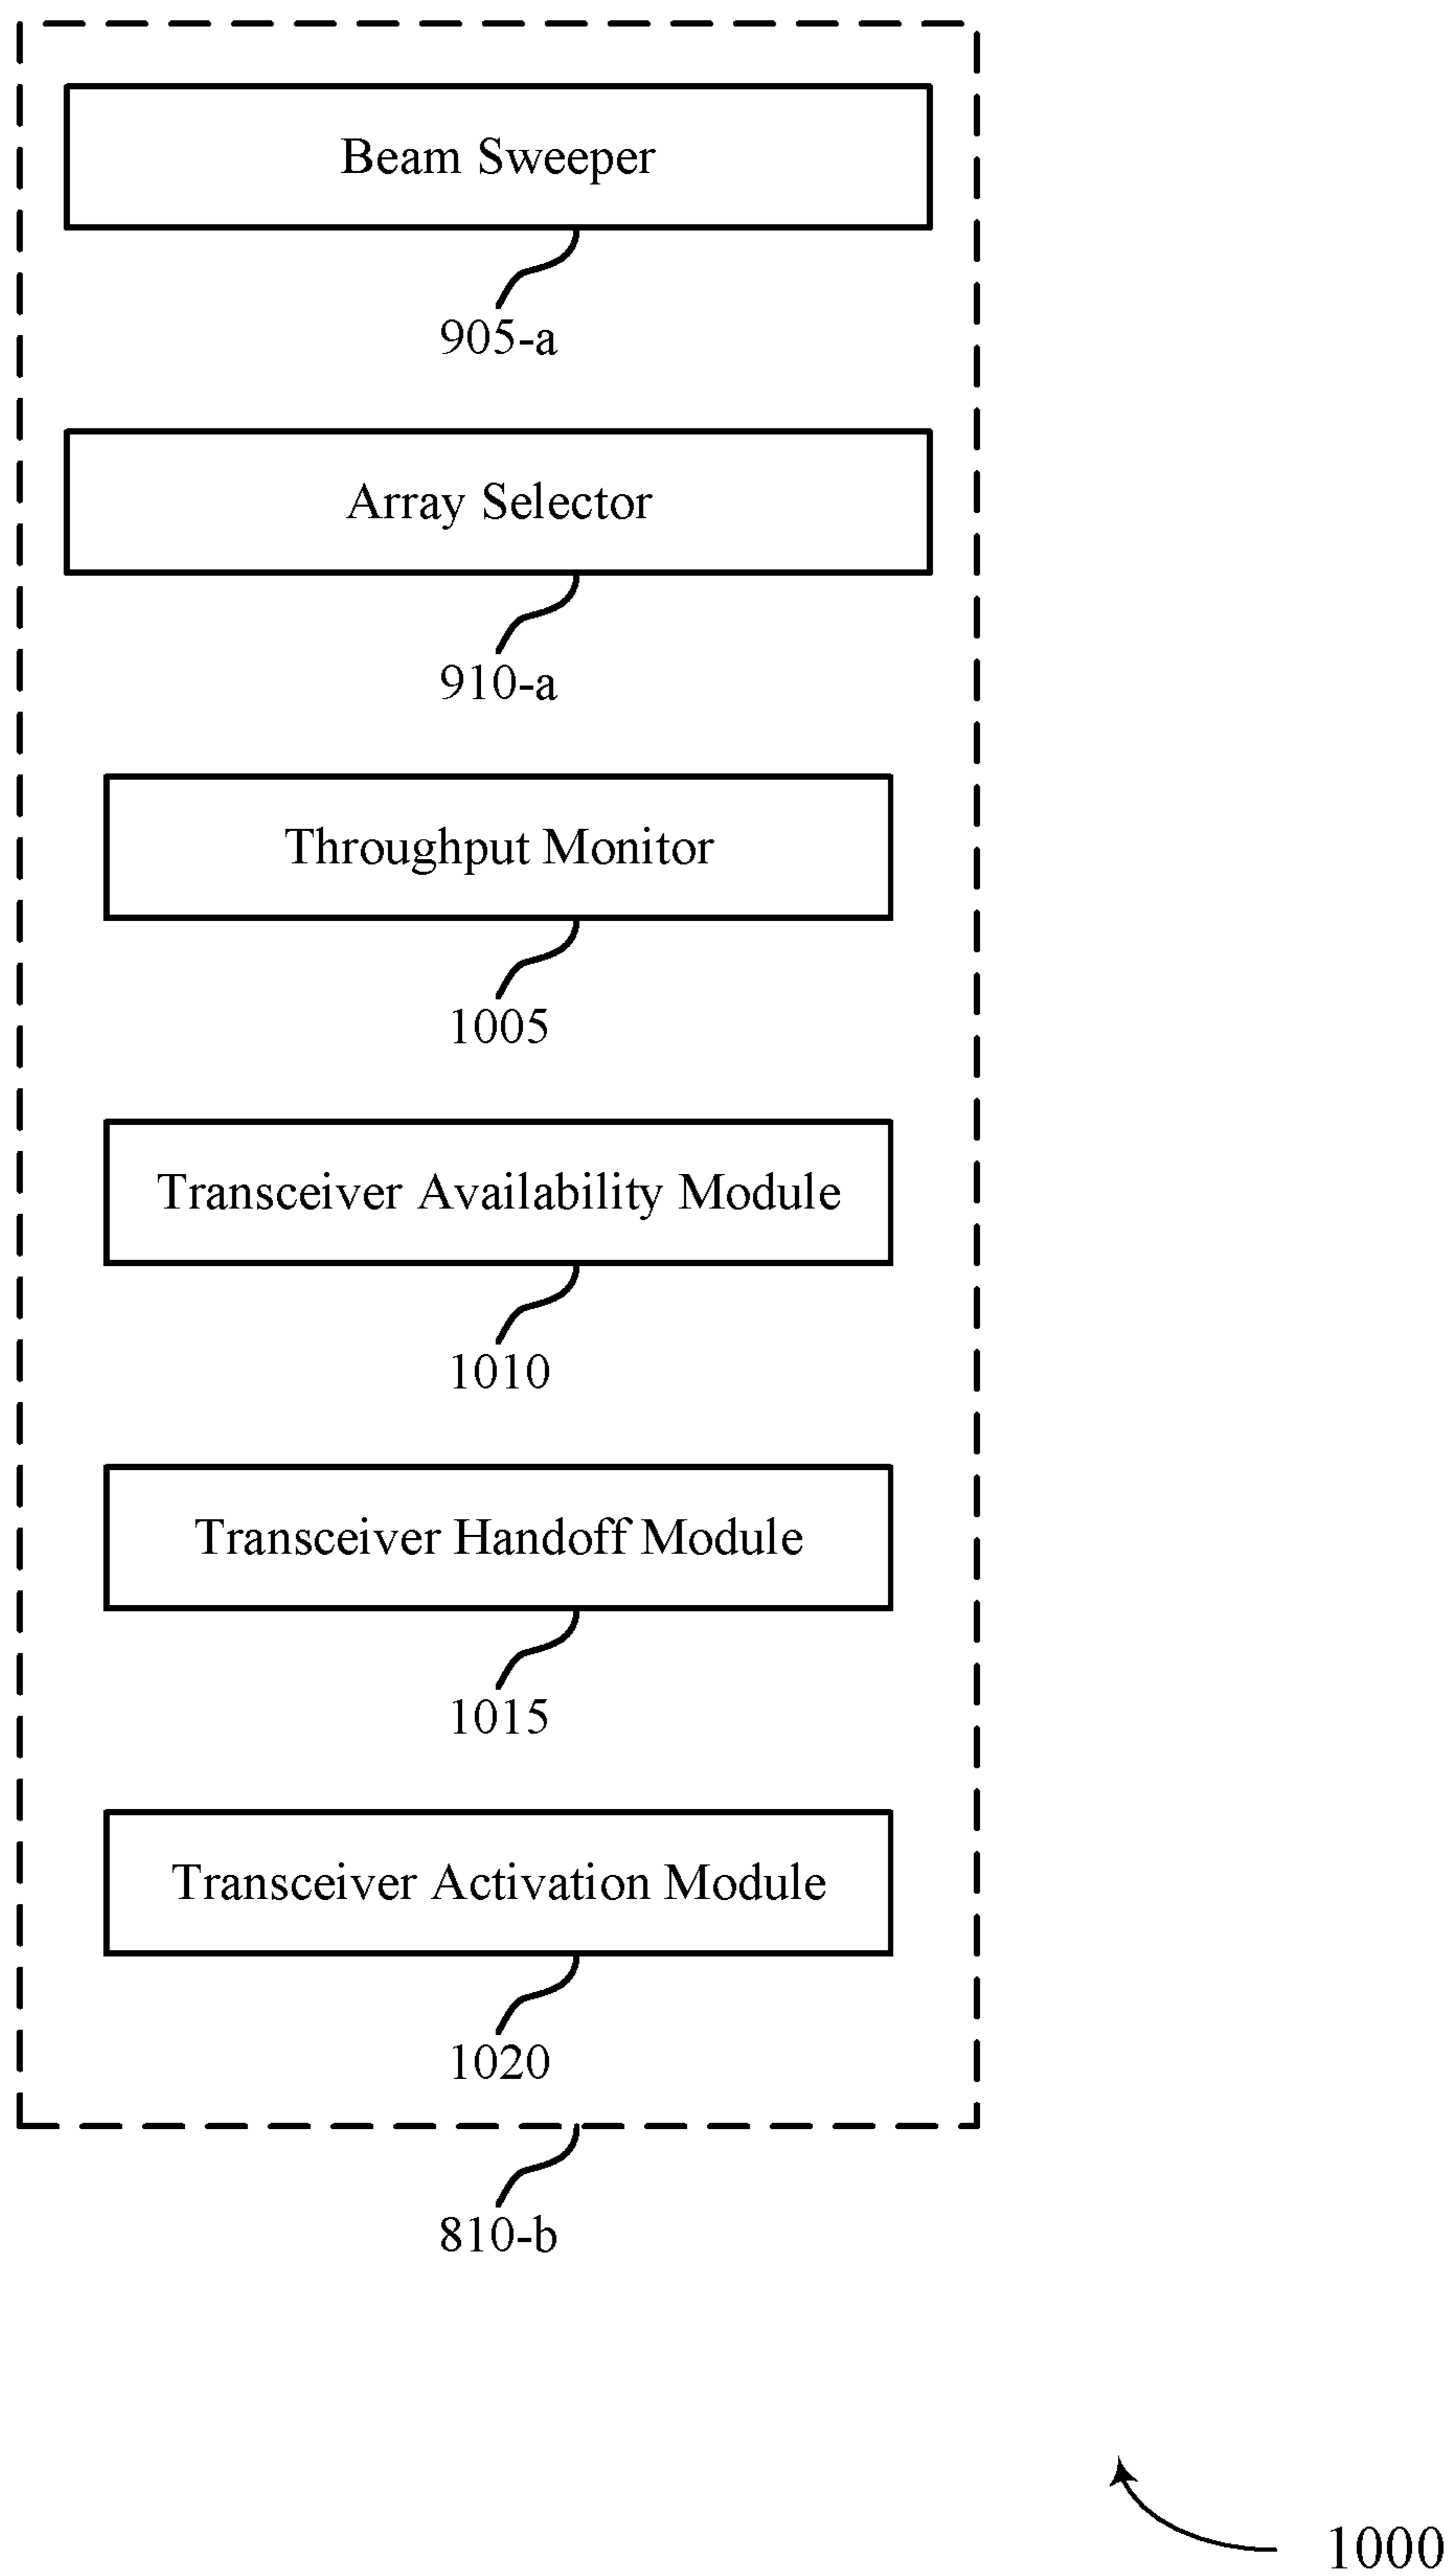 Beam Sweeper
905-a
Array Selector
910-a
Throughput Monitor
1005
Transceiver Availability Module
1010
Transceiver Handoff Module
1015
Transceiver Activation Module
1020
810-b
1000